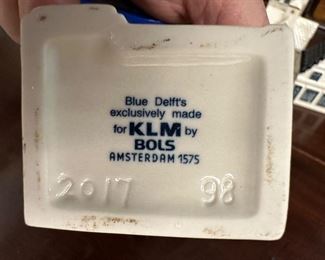 Blue Delft's
exclusively made
for KLM by
BOLS
AMSTERDAM 1575
2017 98